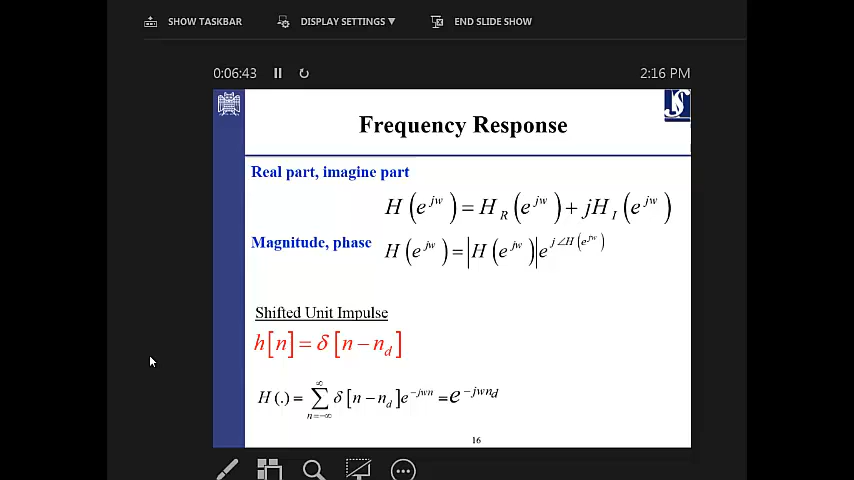 SHOW TASKBAR DISPLAY SETTINGS ▼ END SLIDE SHOW
0:06:43 2:16 PM
Frequency Response
Real part, imagine part
H(e^{jw}) = H_R(e^{jw}) + jH_I(e^{jw})
Magnitude, phase H(e^{jw}) = |H(e^{jw})|e^{j∠H(e^{jw})}
Shifted Unit Impulse
h[n] = δ[n − n_d]
H(.) = ∑_{n=−∞}^{∞} δ[n − n_d]e^{−jwn} = e^{−jwn_d}
16